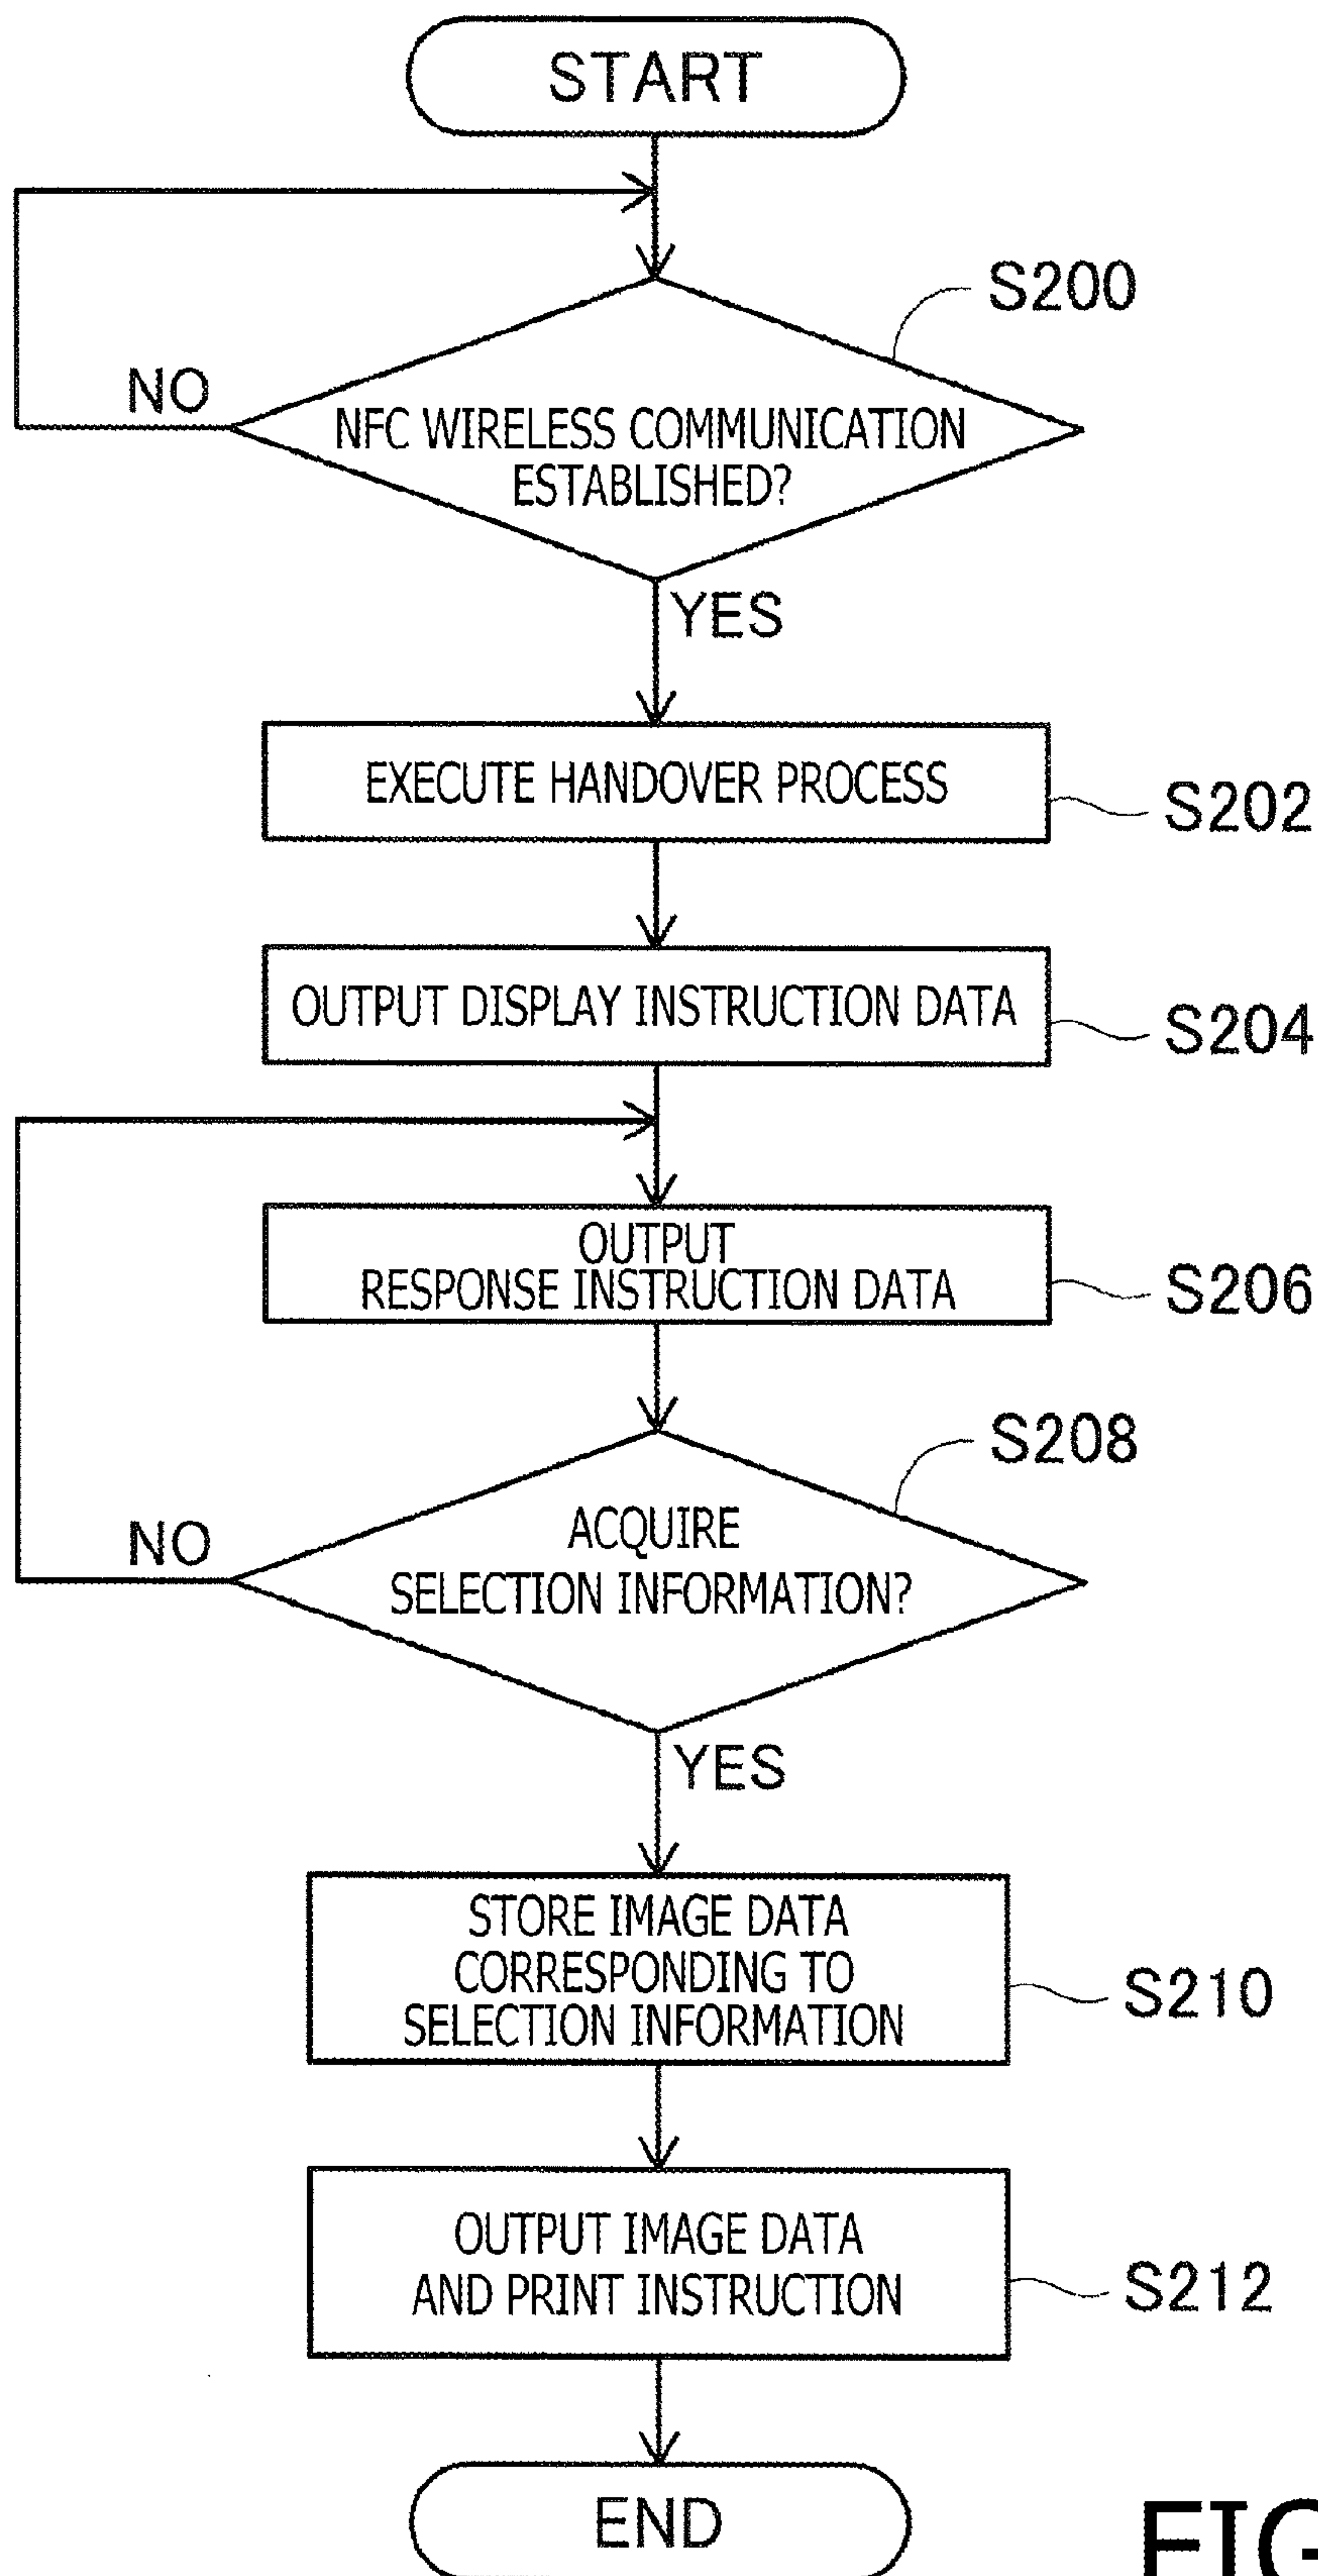 START
S200
NO
NFC WIRELESS COMMUNICATION
ESTABLISHED?
YES
EXECUTE HANDOVER PROCESS
S202
OUTPUT DISPLAY INSTRUCTION DATA
S204
OUTPUT
RESPONSE INSTRUCTION DATA
S206
S208
NO
ACQUIRE
SELECTION INFORMATION?
YES
STORE IMAGE DATA
CORRESPONDING TO
SELECTION INFORMATION
S210
OUTPUT IMAGE DATA
AND PRINT INSTRUCTION
S212
END